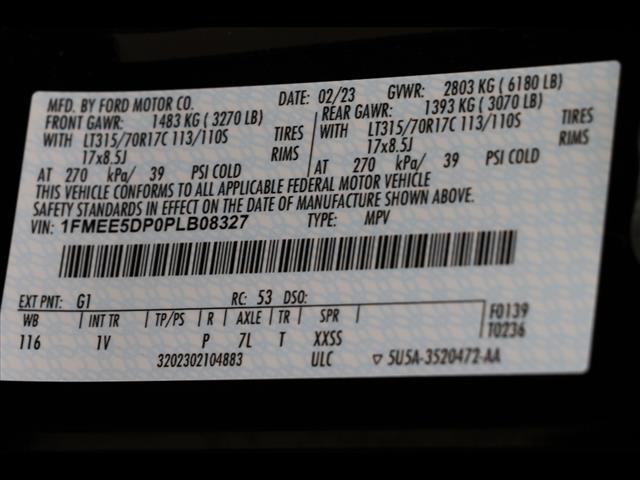 MFD. BY FORD MOTOR CO. DATE: 02/23 GVWR: 2803 KG ( 6180 LB)
FRONT GAWR: 1483 KG ( 3270 LB) REAR GAWR: 1393 KG ( 3070 LB)
WITH LT315/70R17C 113/110S TIRES WITH LT315/70R17C 113/110S TIRES
17x8.5J RIMS 17x8.5J RIMS
AT 270 kPa/ 39 PSI COLD AT 270 kPa/ 39 PSI COLD
THIS VEHICLE CONFORMS TO ALL APPLICABLE FEDERAL MOTOR VEHICLE
SAFETY STANDARDS IN EFFECT ON THE DATE OF MANUFACTURE SHOWN ABOVE.
VIN: 1FMEE5DP0PLB08327 TYPE: MPV
EXT PNT: G1 RC: 53 DSO: F0139
WB INT TR TP/PS R AXLE TR SPR T0236
116 1V P 7L T XXSS
3202302104883 ULC ▽ 5U5A-3520472-AA